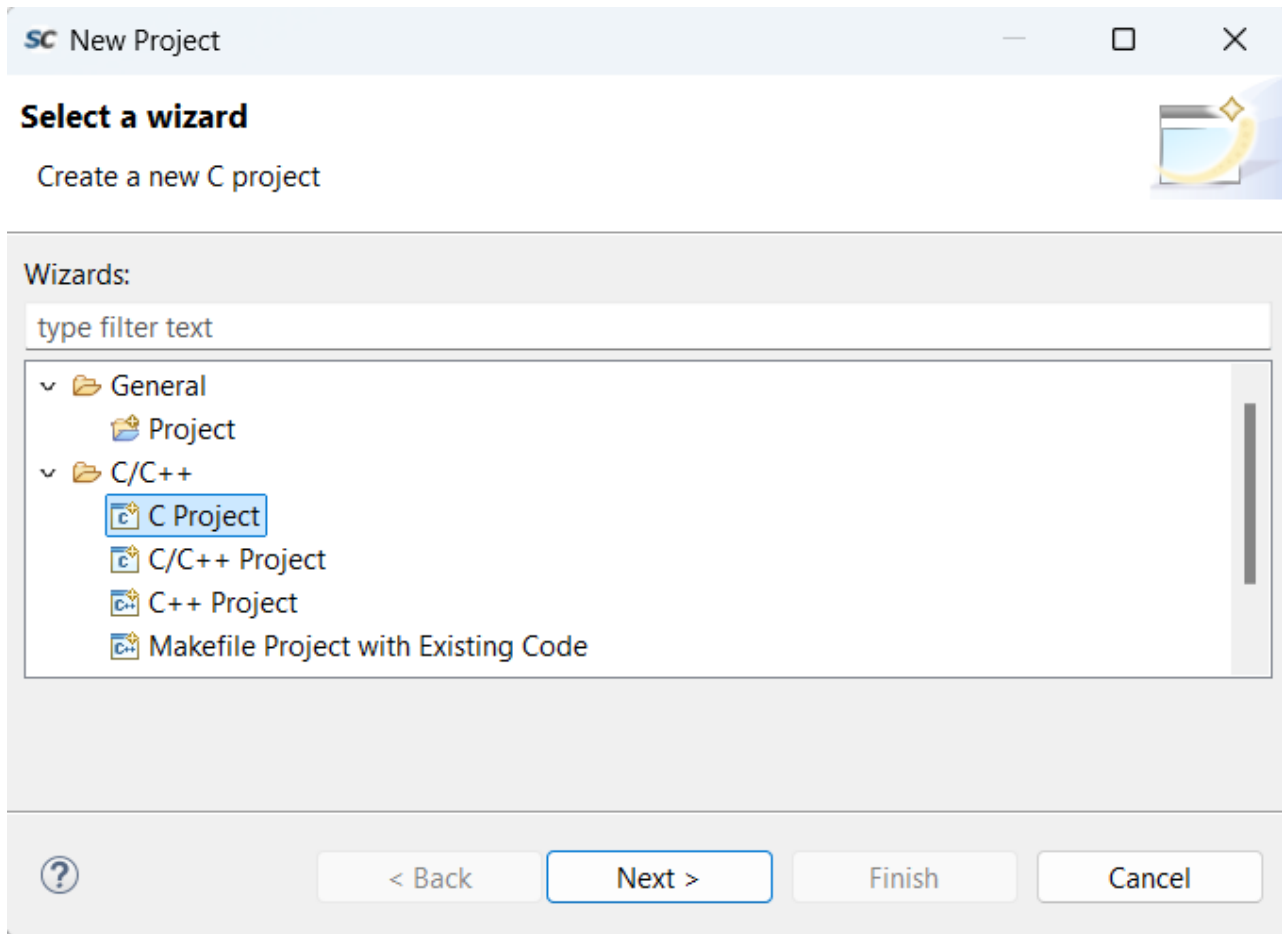 SC New Project
Select a wizard
Create a new C project
Wizards:
type filter text
General
Project
C/C++
C Project
C/C++ Project
C++ Project
Makefile Project with Existing Code
? < Back Next > Finish Cancel